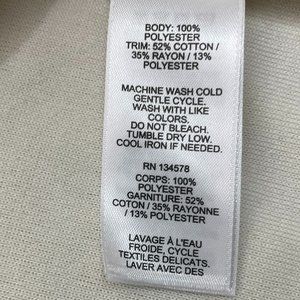 BODY: 100%
POLYESTER
TRIM: 52% COTTON /
35% RAYON / 13%
POLYESTER
MACHINE WASH COLD
GENTLE CYCLE.
WASH WITH LIKE
COLORS.
DO NOT BLEACH.
TUMBLE DRY LOW.
COOL IRON IF NEEDED.
RN 134578
CORPS: 100%
POLYESTER
GARNITURE: 52%
COTON / 35% RAYONNE
/ 13% POLYESTER
LAVAGE À L'EAU
FROIDE, CYCLE
TEXTILES DELICATS.
LAVER AVEC DES